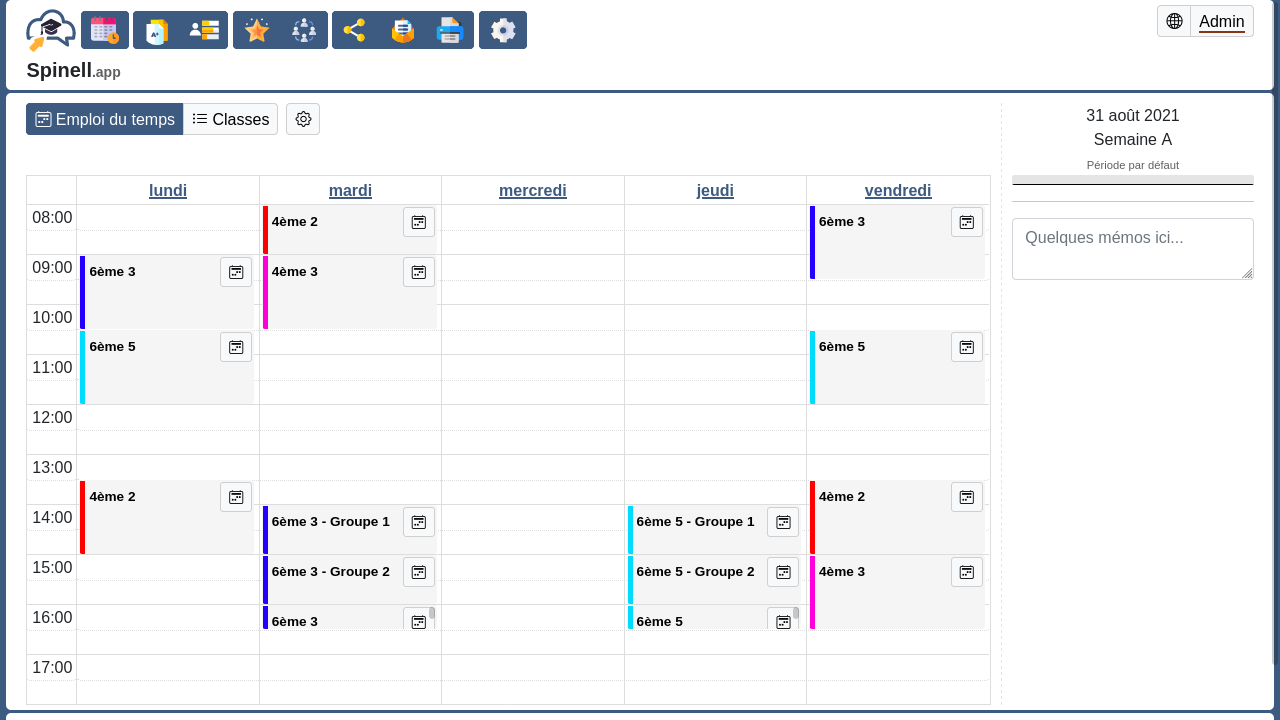 Admin
Spinell.app
Emploi du temps
Classes
31 août 2021
Semaine A
Période par défaut
Quelques mémos ici...
lundi
mardi
mercredi
jeudi
vendredi
08:00
4ème 2
6ème 3
09:00
6ème 3
4ème 3
10:00
6ème 5
6ème 5
11:00
12:00
13:00
4ème 2
4ème 2
14:00
6ème 3 - Groupe 1
6ème 5 - Groupe 1
15:00
6ème 3 - Groupe 2
6ème 5 - Groupe 2
4ème 3
16:00
6ème 3
6ème 5
17:00